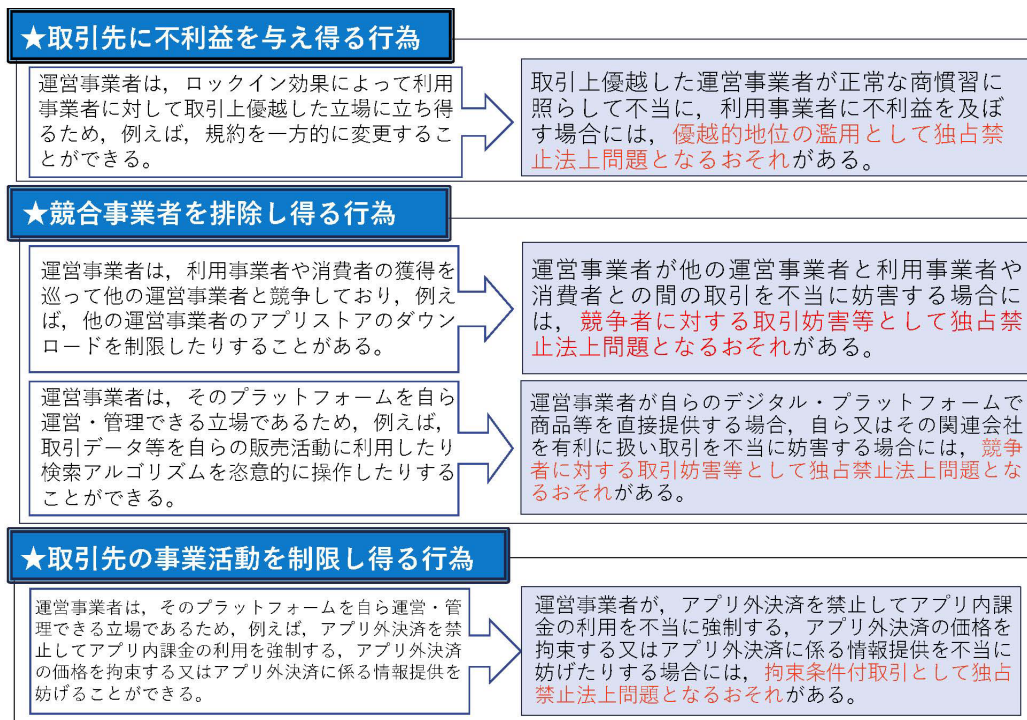 ★取引先に不利益を与え得る行為
運営事業者は，ロックイン効果によって利用
事業者に対して取引上優越した立場に立ち得
るため，例えば，規約を一方的に変更するこ
とができる。
取引上優越した運営事業者が正常な商慣習に
照らして不当に，利用事業者に不利益を及ぼ
す場合には，優越的地位の濫用として独占禁
止法上問題となるおそれがある。
★競合事業者を排除し得る行為
運営事業者は，利用事業者や消費者の獲得を
巡って他の運営事業者と競争しており，例え
ば，他の運営事業者のアプリストアのダウン
ロードを制限したりすることがある。
運営事業者が他の運営事業者と利用事業者や
消費者との間の取引を不当に妨害する場合に
は，競争者に対する取引妨害等として独占禁
止法上問題となるおそれがある。
運営事業者は，そのプラットフォームを自ら
運営・管理できる立場であるため，例えば，
取引データ等を自らの販売活動に利用したり
検索アルゴリズムを恣意的に操作したりする
ことができる。
運営事業者が自らのデジタル・プラットフォームで
商品等を直接提供する場合，自ら又はその関連会社
を有利に扱い取引を不当に妨害する場合には，競争
者に対する取引妨害等として独占禁止法上問題とな
るおそれがある。
★取引先の事業活動を制限し得る行為
運営事業者は，そのプラットフォームを自ら運営・管
理できる立場であるため，例えば，アプリ外決済を禁
止してアプリ内課金の利用を強制する，アプリ外決済
の価格を拘束する又はアプリ外決済に係る情報提供を
妨げることができる。
運営事業者が，アプリ外決済を禁止してアプリ内課
金の利用を不当に強制する，アプリ外決済の価格を
拘束する又はアプリ外決済に係る情報提供を不当に
妨げたりする場合には，拘束条件付取引として独占
禁止法上問題となるおそれがある。